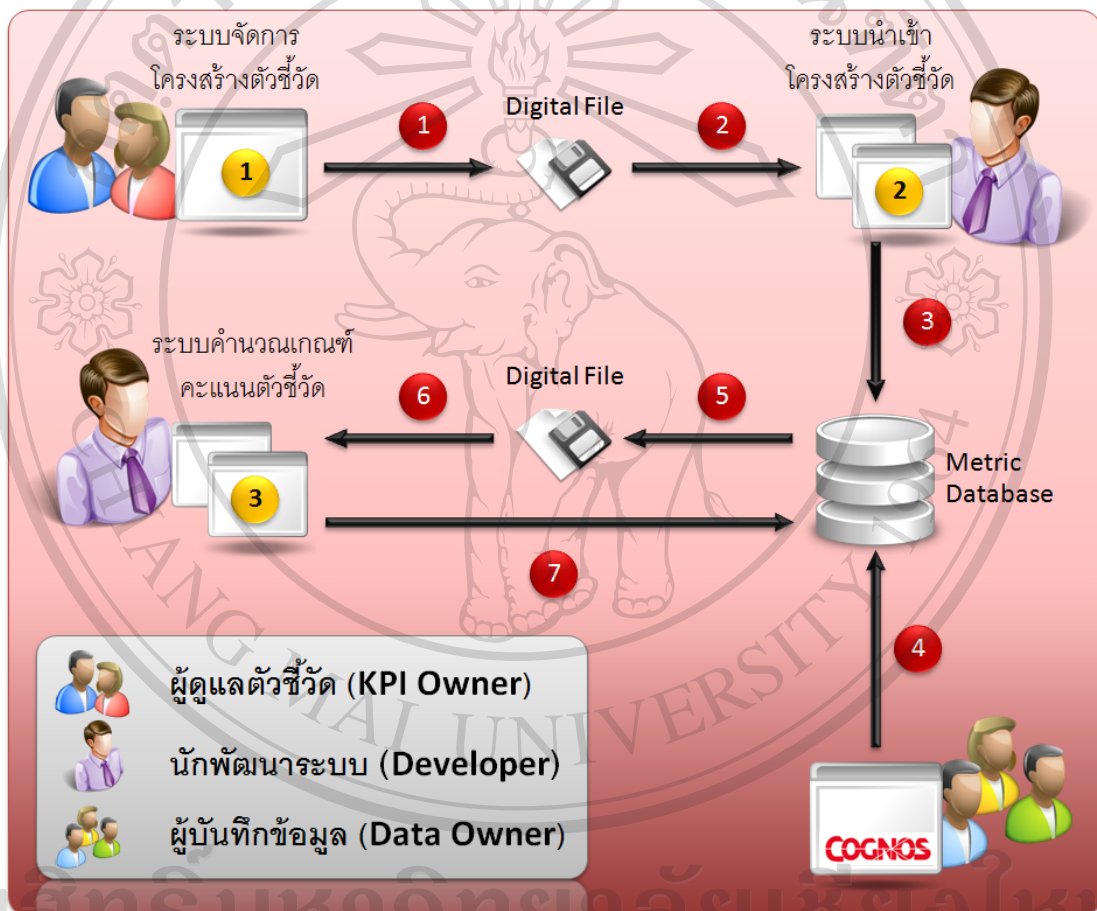 ระบบจัดการ
โครงสร้างตัวชี้วัด
1
1
Digital File
2
ระบบนำเข้า
โครงสร้างตัวชี้วัด
2
3
ระบบคำนวณเกณฑ์
คะแนนตัวชี้วัด
3
6
Digital File
5
Metric
Database
7
4
COGNOS
ผู้ดูแลตัวชี้วัด (KPI Owner)
นักพัฒนาระบบ (Developer)
ผู้บันทึกข้อมูล (Data Owner)
CHIANG MAI UNIVERSITY 1964